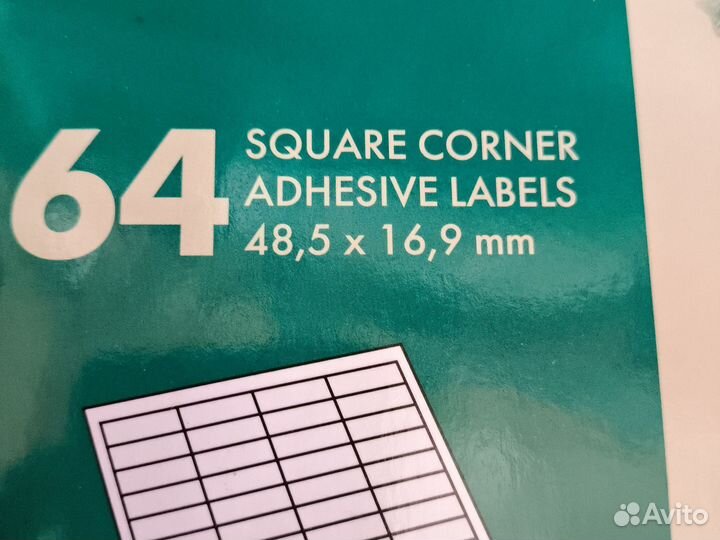 64
SQUARE CORNER
ADHESIVE LABELS
48,5 x 16,9 mm
Avito